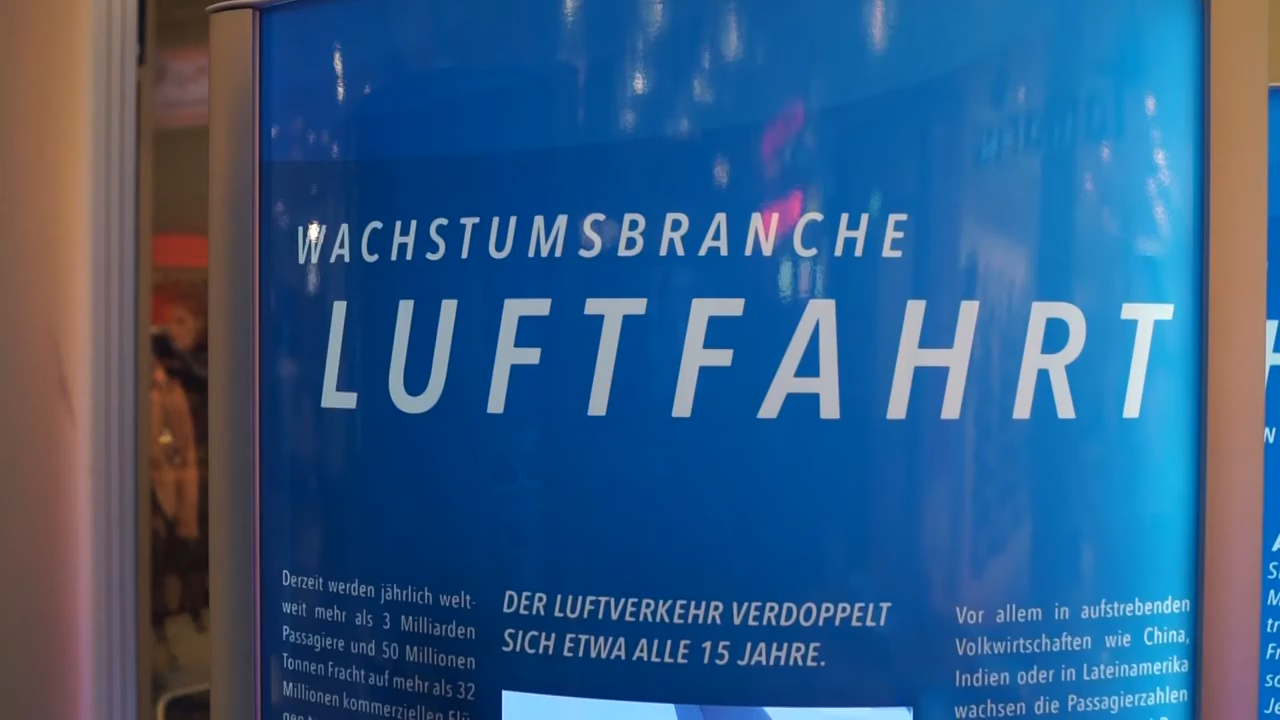 WACHSTUMSBRANCHE
LUFTFAHRT
Derzeit werden jährlich welt-
weit mehr als 3 Milliarden
Passagiere und 50 Millionen
Tonnen Fracht auf mehr als 32
Millionen kommerziellen Flü-
DER LUFTVERKEHR VERDOPPELT
SICH ETWA ALLE 15 JAHRE.
Vor allem in aufstrebenden
Volkwirtschaften wie China,
Indien oder in Lateinamerika
wachsen die Passagierzahlen